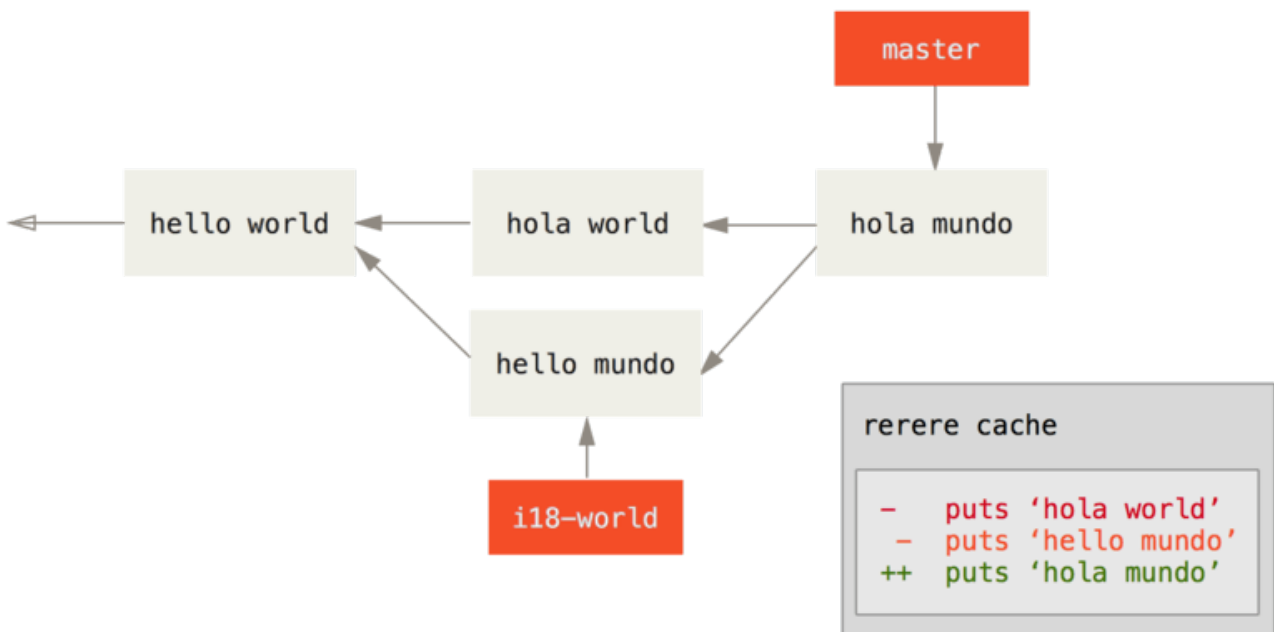 master
hello world
hola world
hola mundo
hello mundo
i18–world
rerere cache
–   puts ‘hola world’
 –  puts ‘hello mundo’
++  puts ‘hola mundo’